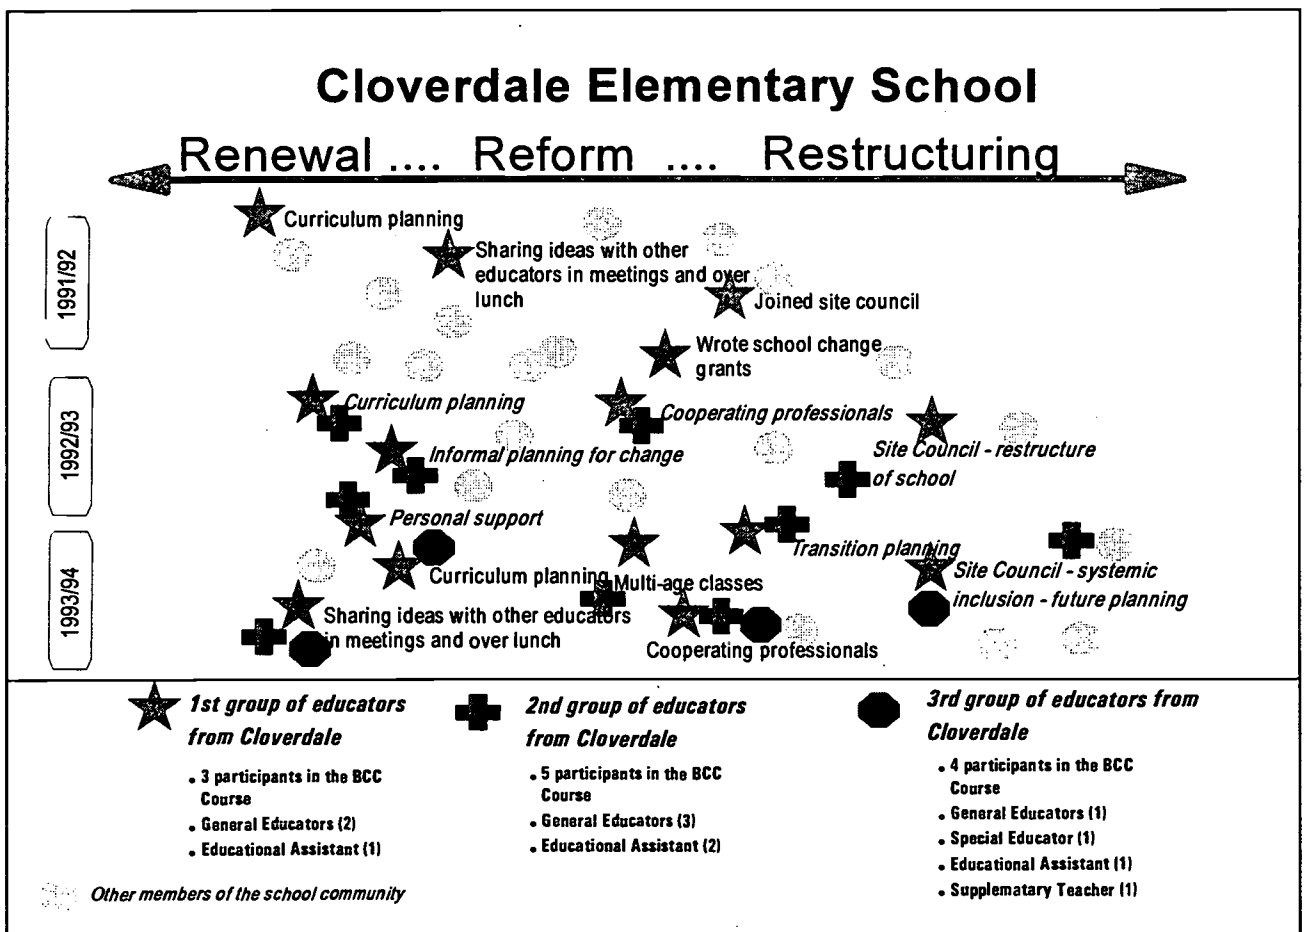 Cloverdale Elementary School
Renewal .... Reform .... Restructuring
1991/92
Curriculum planning
Sharing ideas with other
educators in meetings and over
lunch
Joined site council
Wrote school change
grants
1992/93
Curriculum planning
Cooperating professionals
Informal planning for change
Site Council - restructure
of school
Personal support
Transition planning
1993/94
Curriculum planning
Multi-age classes
Site Council - systemic
inclusion - future planning
Sharing ideas with other educators
in meetings and over lunch
Cooperating professionals
1st group of educators
from Cloverdale
• 3 participants in the BCC
Course
• General Educators (2)
• Educational Assistant (1)
2nd group of educators
from Cloverdale
• 5 participants in the BCC
Course
• General Educators (3)
• Educational Assistant (2)
3rd group of educators from
Cloverdale
• 4 participants in the BCC
Course
• General Educators (1)
• Special Educator (1)
• Educational Assistant (1)
• Supplematary Teacher (1)
Other members of the school community